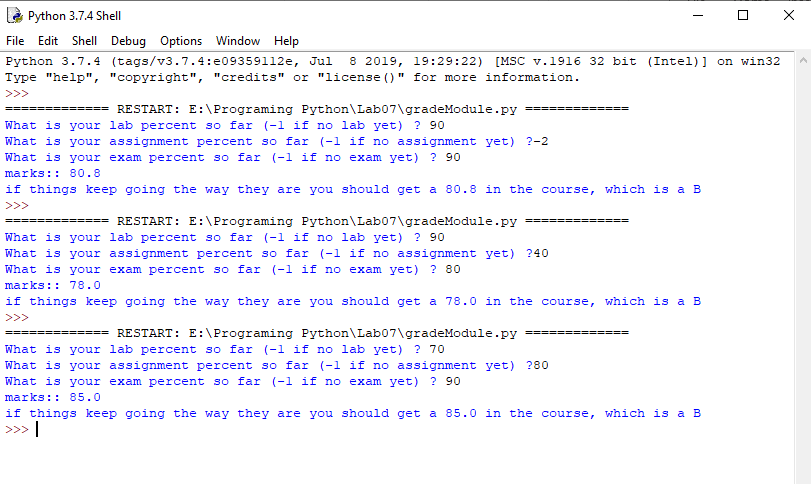 Python 3.7.4 Shell
File Edit Shell Debug Options Window Help
Python 3.7.4 (tags/v3.7.4:e09359112e, Jul  8 2019, 19:29:22) [MSC v.1916 32 bit (Intel)] on win32
Type "help", "copyright", "credits" or "license()" for more information.
>>>
============= RESTART: E:\Programing Python\Lab07\gradeModule.py =============
What is your lab percent so far (-1 if no lab yet) ? 90
What is your assignment percent so far (-1 if no assignment yet) ?-2
What is your exam percent so far (-1 if no exam yet) ? 90
marks:: 80.8
if things keep going the way they are you should get a 80.8 in the course, which is a B
>>>
============= RESTART: E:\Programing Python\Lab07\gradeModule.py =============
What is your lab percent so far (-1 if no lab yet) ? 90
What is your assignment percent so far (-1 if no assignment yet) ?40
What is your exam percent so far (-1 if no exam yet) ? 80
marks:: 78.0
if things keep going the way they are you should get a 78.0 in the course, which is a B
>>>
============= RESTART: E:\Programing Python\Lab07\gradeModule.py =============
What is your lab percent so far (-1 if no lab yet) ? 70
What is your assignment percent so far (-1 if no assignment yet) ?80
What is your exam percent so far (-1 if no exam yet) ? 90
marks:: 85.0
if things keep going the way they are you should get a 85.0 in the course, which is a B
>>>